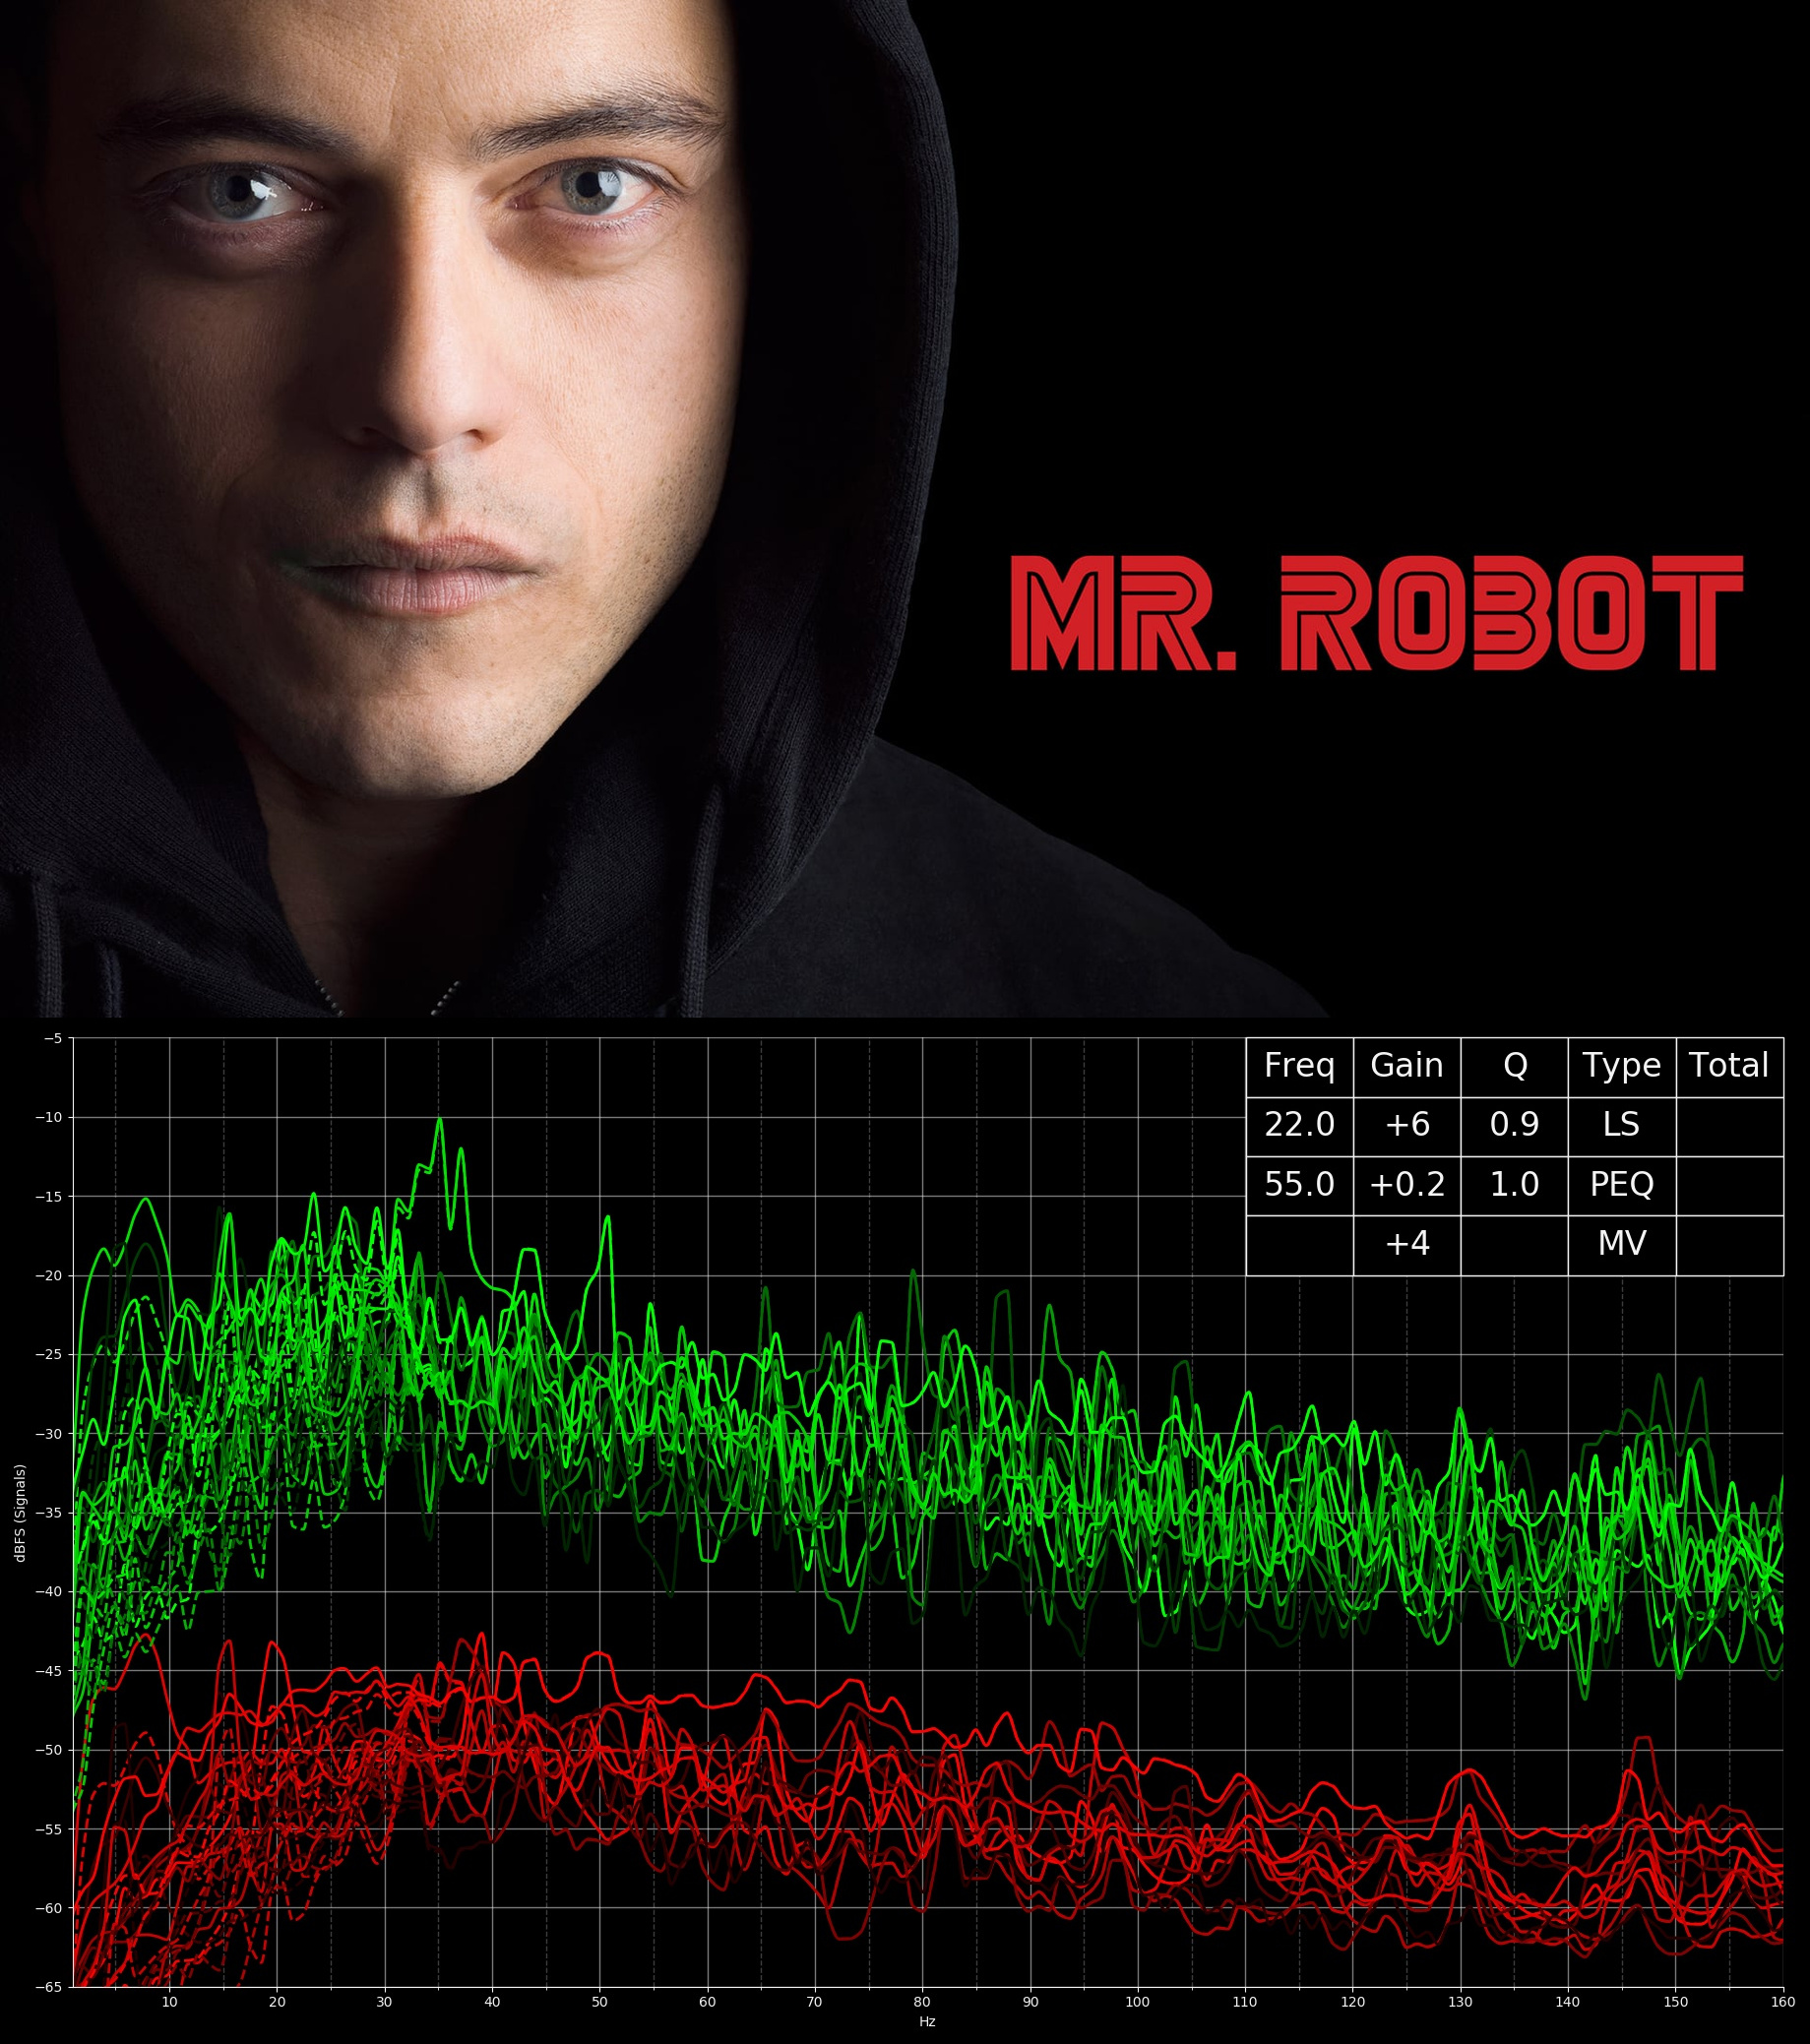 MR. ROBOT
Freq Gain Q Type Total
22.0 +6 0.9 LS
55.0 +0.2 1.0 PEQ
+4 MV
−5
−10
−15
−20
−25
−30
−35
−40
−45
−50
−55
−60
−65
dBFS (Signals)
10 20 30 40 50 60 70 80 90 100 110 120 130 140 150 160
Hz